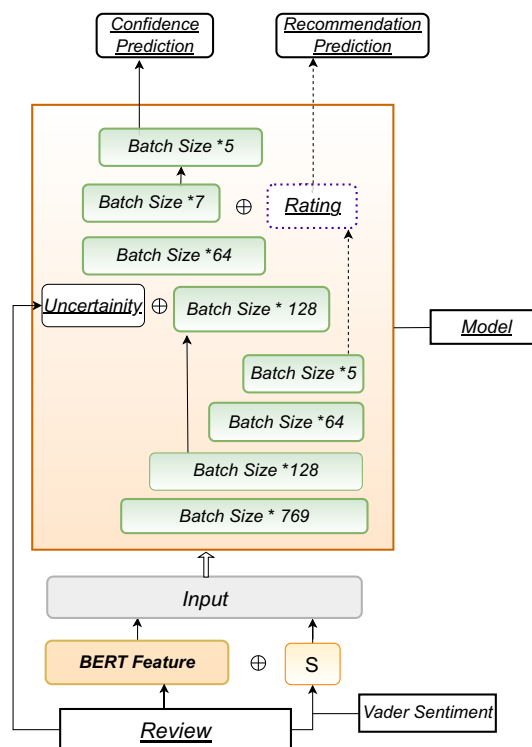 Confidence
Prediction
Recommendation
Prediction
Batch Size *5
Batch Size *7
⊕
Rating
Batch Size *64
Uncertainity
⊕
Batch Size * 128
Model
Batch Size *5
Batch Size *64
Batch Size *128
Batch Size * 769
Input
BERT Feature
⊕
S
Vader Sentiment
Review